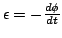 ϵ = − dϕ/dt